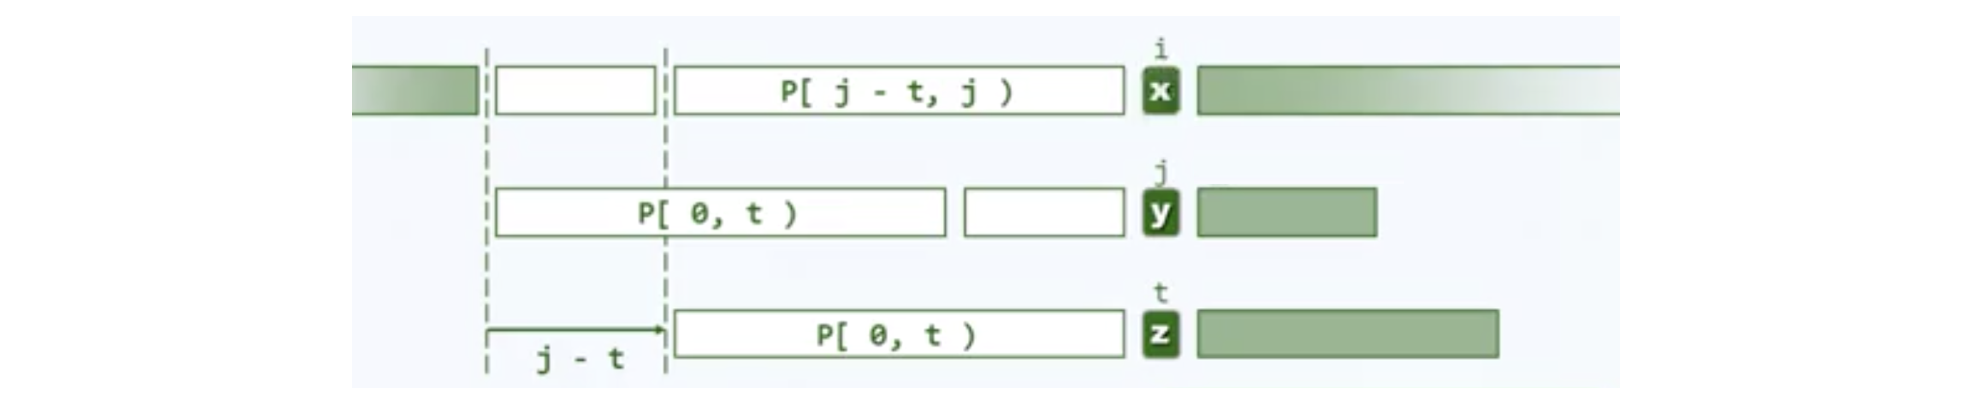 i
P[ j - t, j ) x
j
P[ 0, t ) y
t
P[ 0, t ) z
j - t